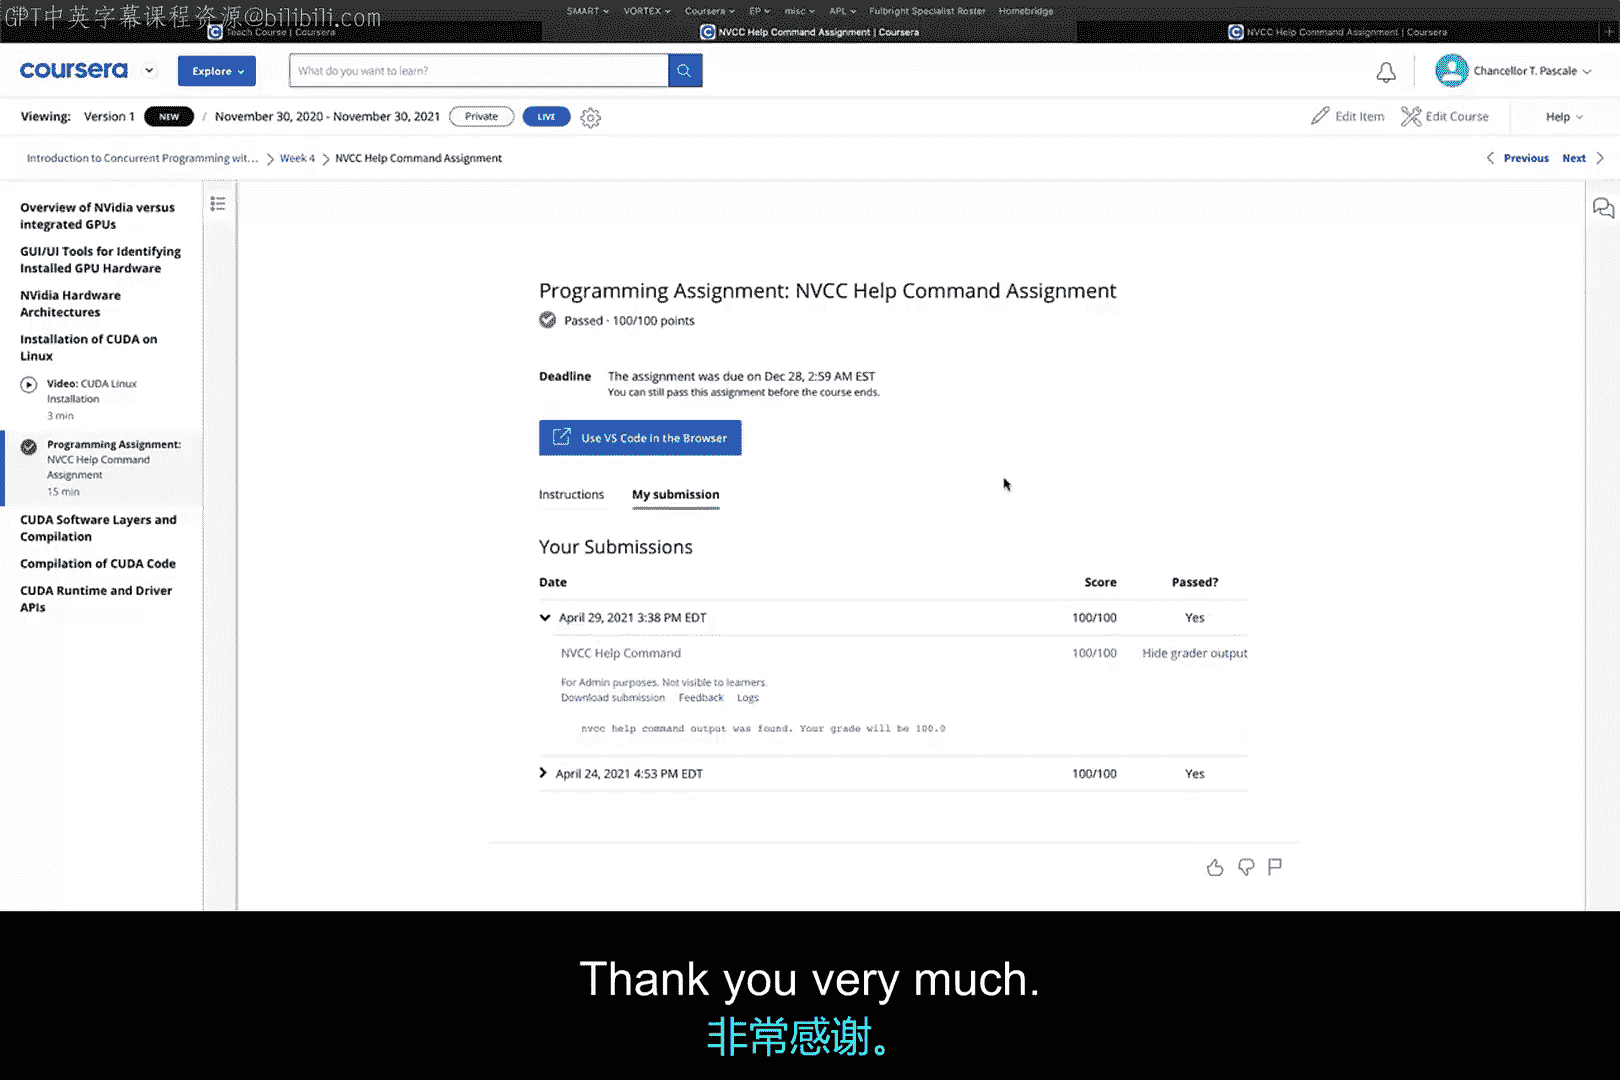 GPT中英字幕课程资源@bilibili.com
SMART VORTEX Coursera EP misc APL Fulbright Specialist Roster Homebridge
Teach Course | Coursera
NVCC Help Command Assignment | Coursera
NVCC Help Command Assignment | Coursera
coursera
Explore
What do you want to learn?
Chancellor T. Pascale
Viewing: Version 1 NEW / November 30, 2020 - November 30, 2021 Private LIVE
Edit Item Edit Course Help
Introduction to Concurrent Programming wit... > Week 4 > NVCC Help Command Assignment
Previous Next
Overview of NVidia versus
integrated GPUs
GUI/UI Tools for Identifying
Installed GPU Hardware
NVidia Hardware
Architectures
Installation of CUDA on
Linux
Video: CUDA Linux
Installation
3 min
Programming Assignment:
NVCC Help Command
Assignment
15 min
CUDA Software Layers and
Compilation
Compilation of CUDA Code
CUDA Runtime and Driver
APIs
Programming Assignment: NVCC Help Command Assignment
Passed · 100/100 points
Deadline The assignment was due on Dec 28, 2:59 AM EST
You can still pass this assignment before the course ends.
Use VS Code in the Browser
Instructions My submission
Your Submissions
Date Score Passed?
April 29, 2021 3:38 PM EDT 100/100 Yes
NVCC Help Command 100/100 Hide grader output
For Admin purposes. Not visible to learners.
Download submission Feedback Logs
nvcc help command output was found. Your grade will be 100.0
April 24, 2021 4:53 PM EDT 100/100 Yes
Thank you very much.
非常感谢。